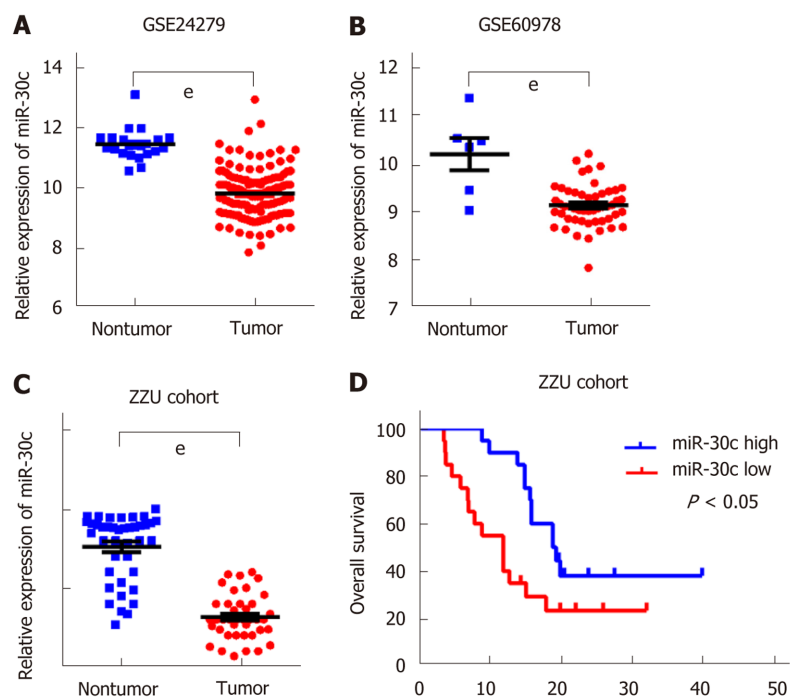 A
GSE24279
Relative expression of miR-30c
14
12
10
8
6
e
Nontumor
Tumor
B
GSE60978
Relative expression of miR-30c
12
11
10
9
8
7
e
Nontumor
Tumor
C
ZZU cohort
Relative expression of miR-30c
e
Nontumor
Tumor
D
ZZU cohort
Overall survival
100
80
60
40
20
0
miR-30c high
miR-30c low
P < 0.05
0
10
20
30
40
50